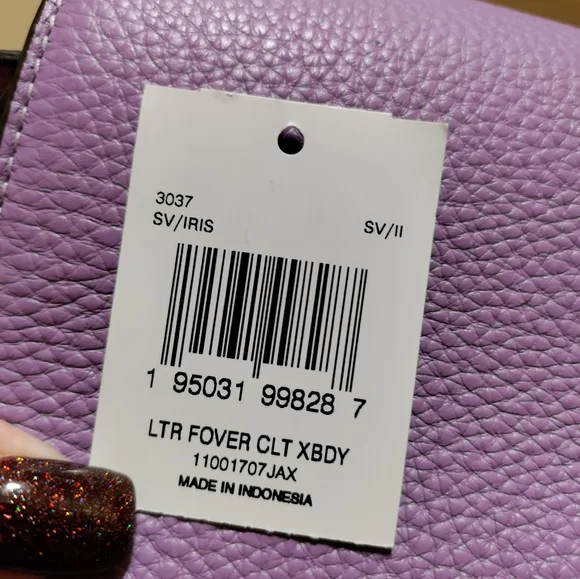 3037
SV/IRIS SV/II
1 95031 99828 7
LTR FOVER CLT XBDY
11001707JAX
MADE IN INDONESIA